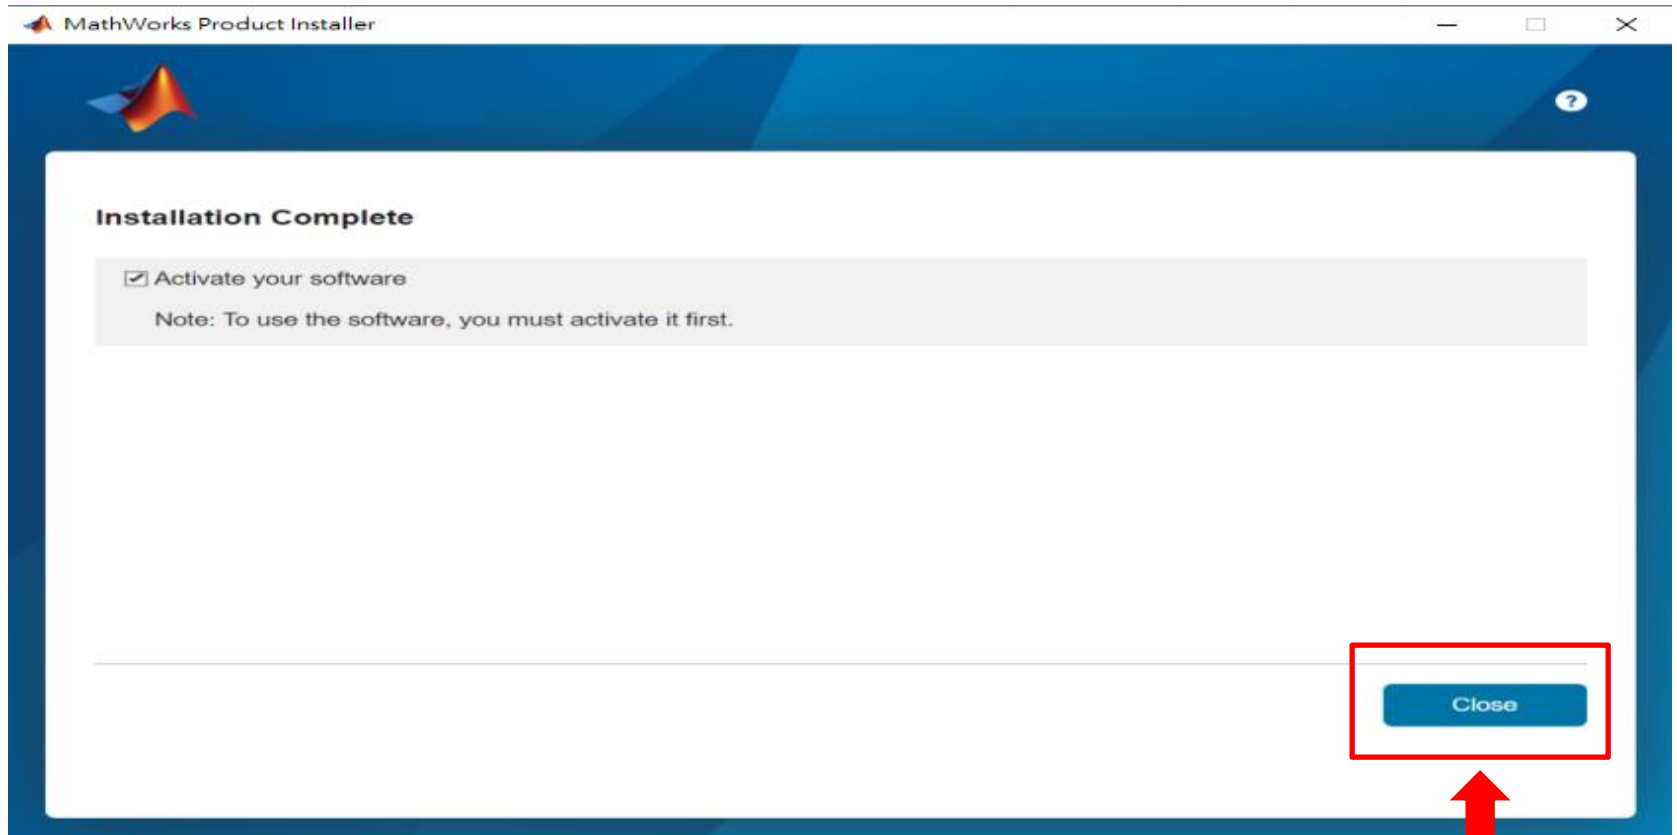 MathWorks Product Installer
?
Installation Complete
Activate your software
Note: To use the software, you must activate it first.
Close